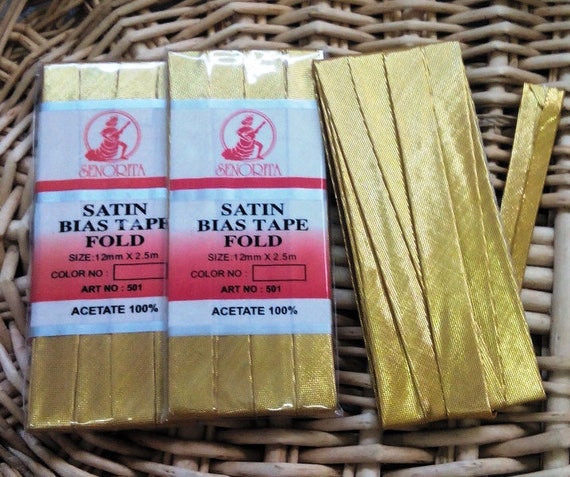 SENORITA
SATIN
BIAS TAPE
FOLD
SIZE:12mm X 2.5m
COLOR NO :
ART NO : 501
ACETATE 100%
SENORITA
SATIN
BIAS TAPE
FOLD
SIZE:12mm X 2.5m
COLOR NO :
ART NO : 501
ACETATE 100%